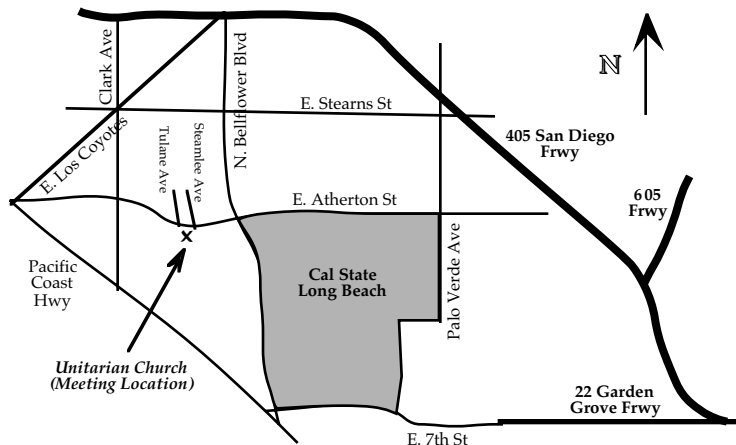 Clark Ave
N. Bellflower Blvd
N
E. Stearns St
405 San Diego
Frwy
E. Los Coyotes
Tulane Ave
Steamlee Ave
605
Frwy
E. Atherton St
Pacific
Coast
Hwy
Cal State
Long Beach
Palo Verde Ave
x
Unitarian Church
(Meeting Location)
22 Garden
Grove Frwy
E. 7th St